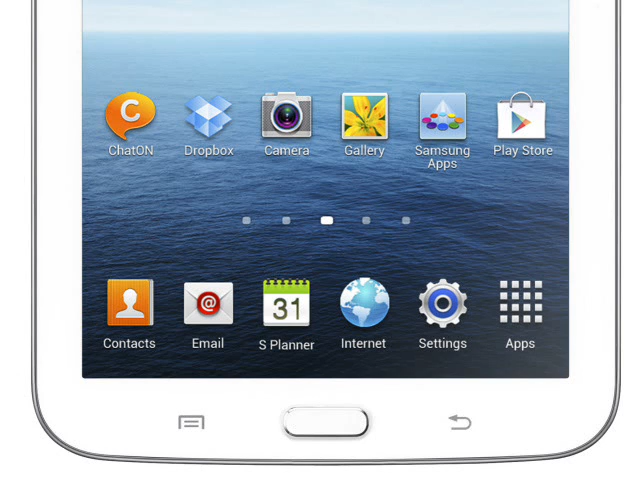 C
ChatON
Dropbox
Camera
Gallery
Samsung
Apps
Play Store
@
31
Contacts
Email
S Planner
Internet
Settings
Apps